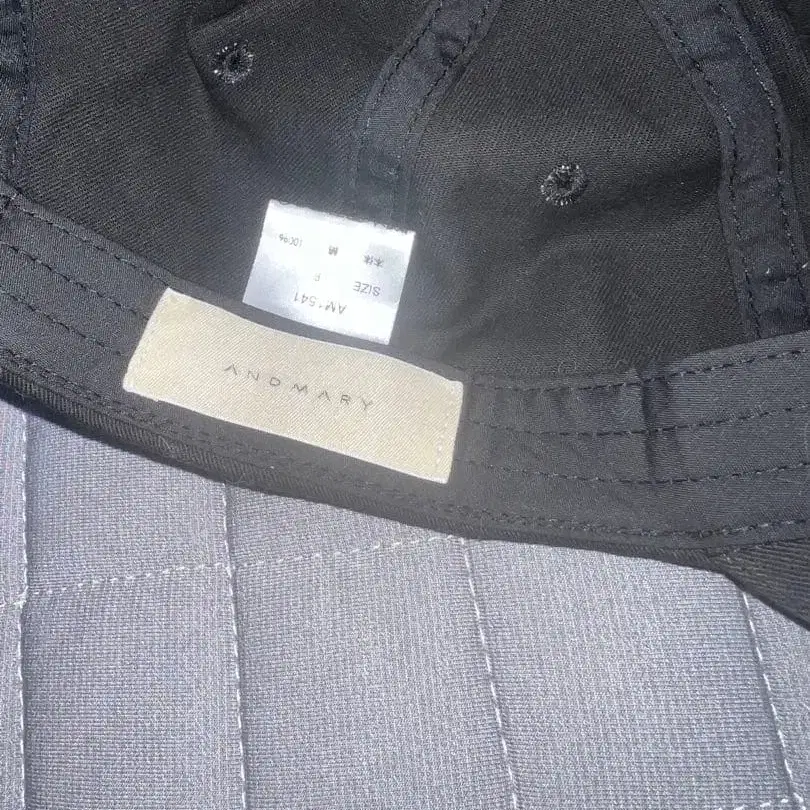 ANDMARY
AM*541
SIZE F
本体 綿 100%